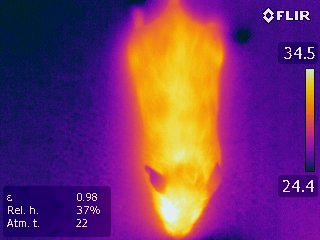 FLIR
34.5
24.4
ε 0.98
Rel. h. 37%
Atm. t. 22